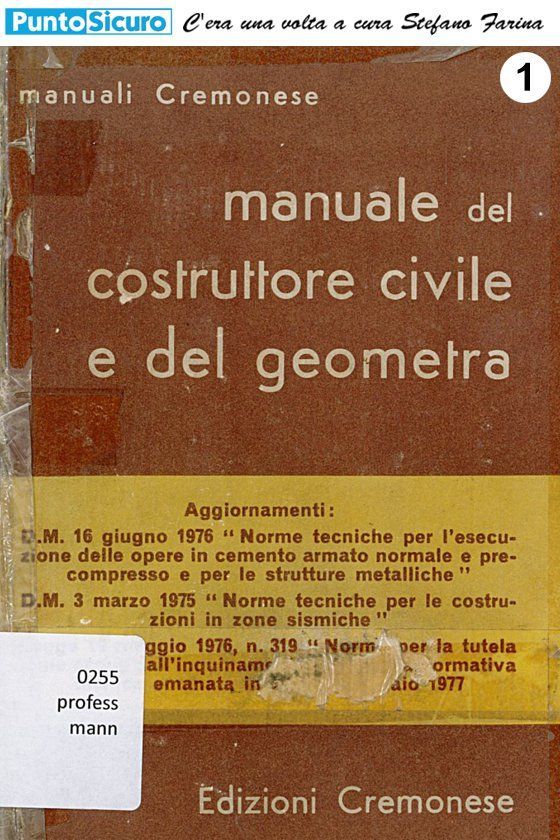 PuntoSicuro C'era una volta a cura Stefano Farina
1
manuali Cremonese
manuale del
costruttore civile
e del geometra
Aggiornamenti:
D.M. 16 giugno 1976 " Norme tecniche per l'esecu-
zione delle opere in cemento armato normale e pre-
compresso e per le strutture metalliche "
D.M. 3 marzo 1975 " Norme tecniche per le costru-
zioni in zone sismiche "
1976, n. 319 " Norme per la tutela
emanata in 1977
0255
profess
mann
Edizioni Cremonese